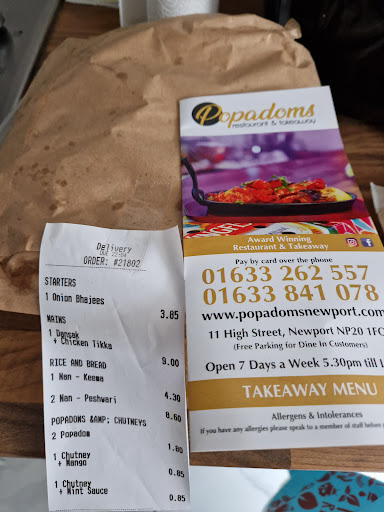 Delivery
DUE 22:04
ORDER: #21802
STARTERS
1 Onion Bhajees
3.85
MAINS
1 Dansak
+ Chicken Tikka
9.00
RICE AND BREAD
1 Nan - Keema
4.30
2 Nan - Peshwari
8.60
POPADOMS &AMP; CHUTNEYS
2 Popadom
1.80
1 Chutney
+ Mango
0.85
1 Chutney
+ Mint Sauce
0.85
Popadoms
restaurant & takeaway
Award Winning
Restaurant & Takeaway
Pay by card over the phone
01633 262 557
01633 841 078
www.popadomsnewport.com
11 High Street, Newport NP20 1F
(Free Parking for Dine In Customers)
Open 7 Days a Week 5.30pm till L
TAKEAWAY MENU
Allergens & Intolerances
If you have any allergies please speak to a member of staff before